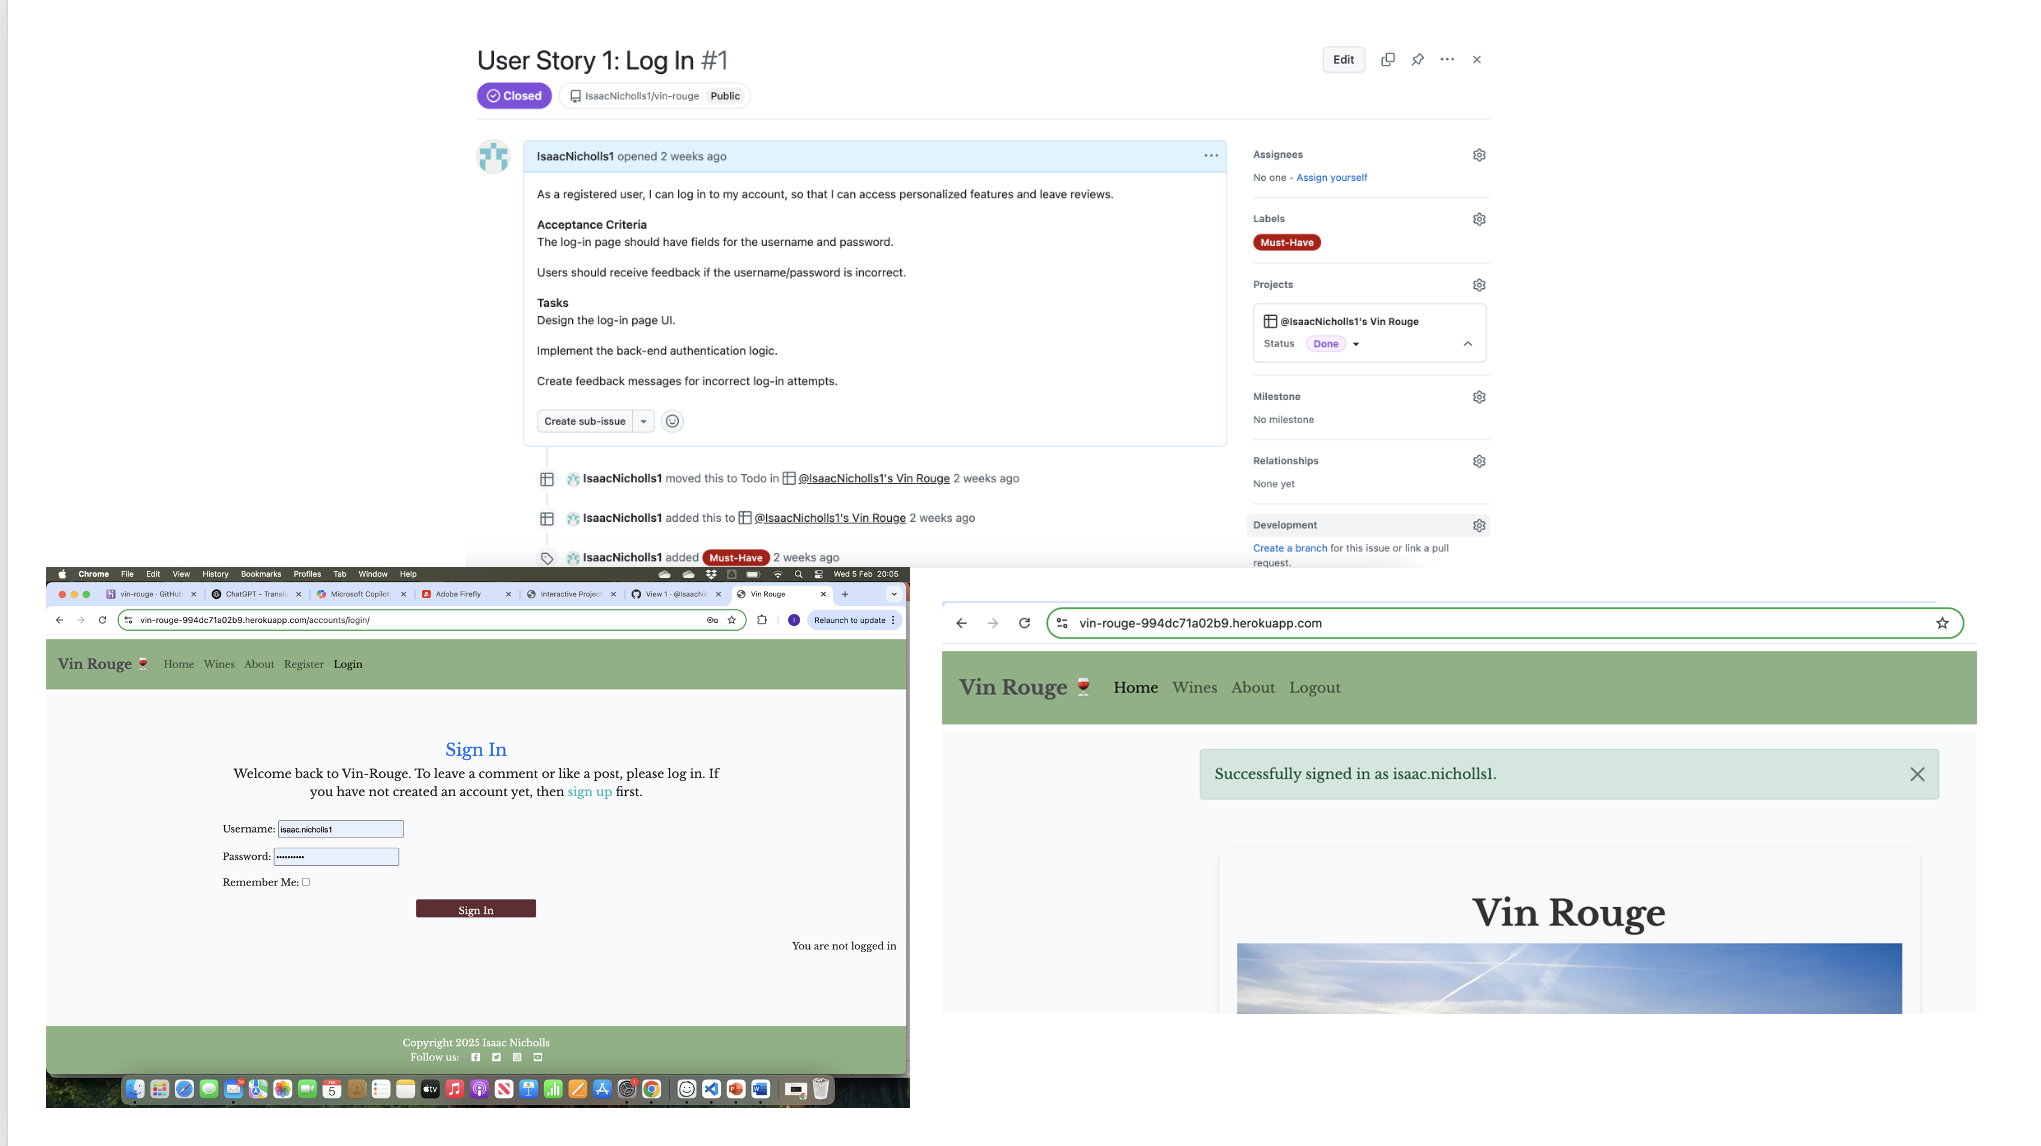 User Story 1: Log In #1
Edit
Closed
IsaacNicholls1/vin-rouge Public
IsaacNicholls1 opened 2 weeks ago
As a registered user, I can log in to my account, so that I can access personalized features and leave reviews.
Acceptance Criteria
The log-in page should have fields for the username and password.
Users should receive feedback if the username/password is incorrect.
Tasks
Design the log-in page UI.
Implement the back-end authentication logic.
Create feedback messages for incorrect log-in attempts.
Create sub-issue
IsaacNicholls1 moved this to Todo in @IsaacNicholls1's Vin Rouge 2 weeks ago
IsaacNicholls1 added this to @IsaacNicholls1's Vin Rouge 2 weeks ago
IsaacNicholls1 added Must-Have 2 weeks ago
Assignees
No one - Assign yourself
Labels
Must-Have
Projects
@IsaacNicholls1's Vin Rouge
Status Done
Milestone
No milestone
Relationships
None yet
Development
Create a branch for this issue or link a pull
request.
Chrome File Edit View History Bookmarks Profiles Tab Window Help Wed 5 Feb 20:05
vin-rouge · GitHub ChatGPT - Transla Microsoft Copilot: Adobe Firefly Interactive Project View 1 · @IsaacNi Vin Rouge
vin-rouge-994dc71a02b9.herokuapp.com/accounts/login/ Relaunch to update
Vin Rouge Home Wines About Register Login
Sign In
Welcome back to Vin-Rouge. To leave a comment or like a post, please log in. If
you have not created an account yet, then sign up first.
Username: isaac.nicholls1
Password:
Remember Me:
Sign In
You are not logged in
Copyright 2025 Isaac Nicholls
Follow us:
vin-rouge-994dc71a02b9.herokuapp.com
Vin Rouge Home Wines About Logout
Successfully signed in as isaac.nicholls1.
Vin Rouge